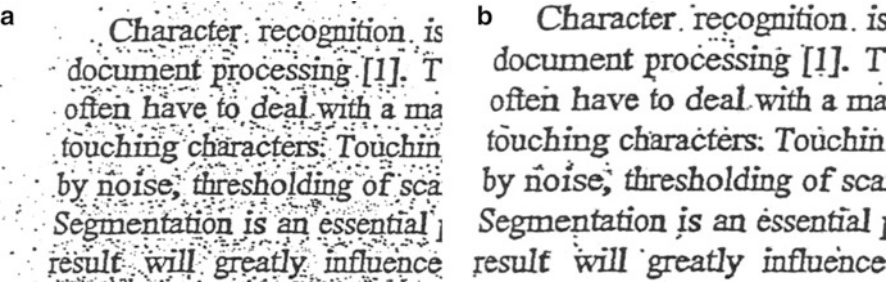 a
Character recognition is
document processing [1]. T
often have to deal with a ma
touching characters. Touchin
by noise, thresholding of sca
Segmentation is an essential
result will greatly influence
b
Character recognition is
document processing [1]. T
often have to deal with a ma
touching characters. Touchin
by noise, thresholding of sca
Segmentation is an essential
result will greatly influence